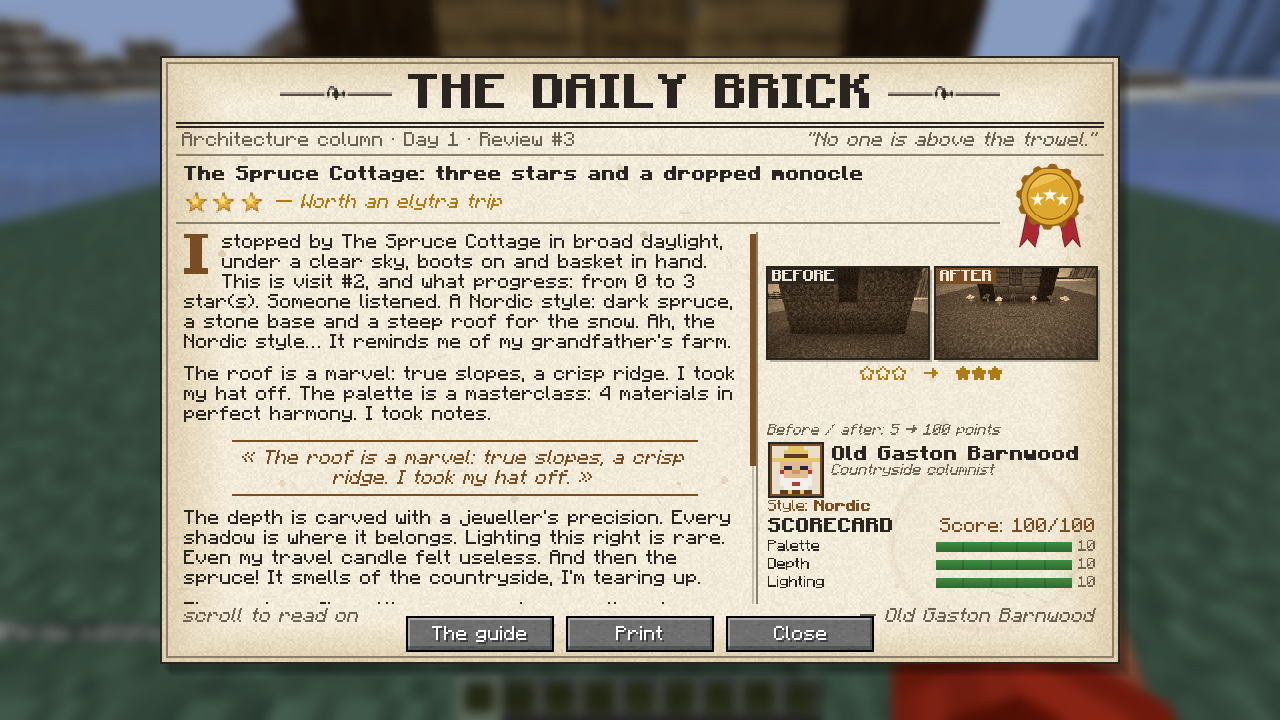 THE DAILY BRICK
Architecture column · Day 1 · Review #3
"No one is above the trowel."
The Spruce Cottage: three stars and a dropped monocle
— Worth an elytra trip
I stopped by The Spruce Cottage in broad daylight,
under a clear sky, boots on and basket in hand.
This is visit #2, and what progress: from 0 to 3
star(s). Someone listened. A Nordic style: dark spruce,
a stone base and a steep roof for the snow. Ah, the
Nordic style... It reminds me of my grandfather's farm.
The roof is a marvel: true slopes, a crisp ridge. I took
my hat off. The palette is a masterclass: 4 materials in
perfect harmony. I took notes.
« The roof is a marvel: true slopes, a crisp
ridge. I took my hat off. »
The depth is carved with a jeweller's precision. Every
shadow is where it belongs. Lighting this right is rare.
Even my travel candle felt useless. And then the
spruce! It smells of the countryside, I'm tearing up.
scroll to read on
BEFORE
AFTER
Before / after: 5 → 100 points
Old Gaston Barnwood
Countryside columnist
Style: Nordic
SCORECARD
Score: 100/100
Palette 10
Depth 10
Lighting 10
— Old Gaston Barnwood
The guide
Print
Close